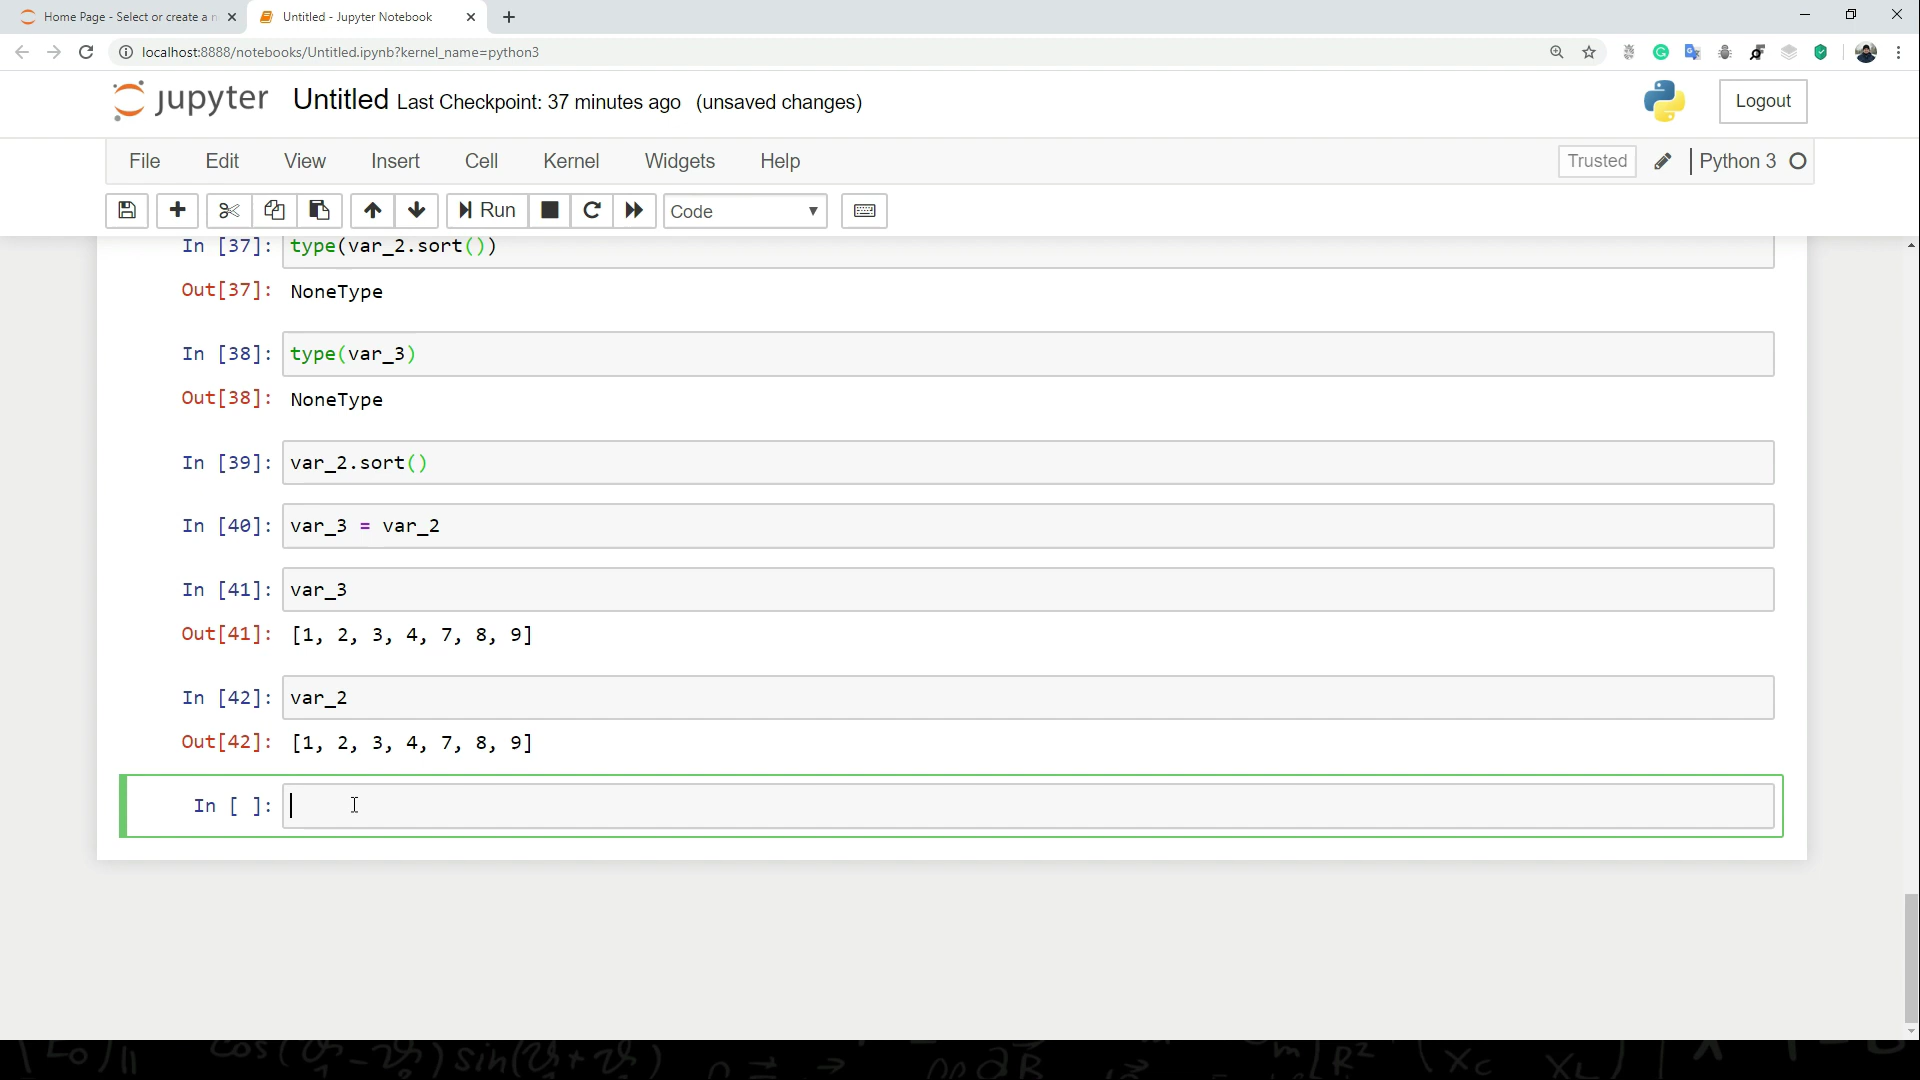 Home Page - Select or create a n
Untitled - Jupyter Notebook
localhost:8888/notebooks/Untitled.ipynb?kernel_name=python3
jupyter Untitled Last Checkpoint: 37 minutes ago (unsaved changes)
Logout
File Edit View Insert Cell Kernel Widgets Help
Trusted
Python 3
Run
Code
In [37]: type(var_2.sort())
Out[37]: NoneType
In [38]: type(var_3)
Out[38]: NoneType
In [39]: var_2.sort()
In [40]: var_3 = var_2
In [41]: var_3
Out[41]: [1, 2, 3, 4, 7, 8, 9]
In [42]: var_2
Out[42]: [1, 2, 3, 4, 7, 8, 9]
In [ ]: